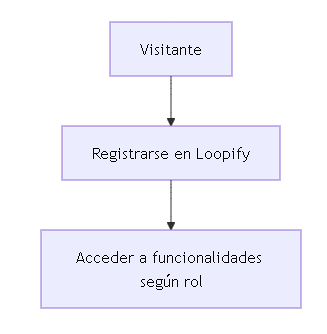 Visitante
Registrarse en Loopify
Acceder a funcionalidades
según rol